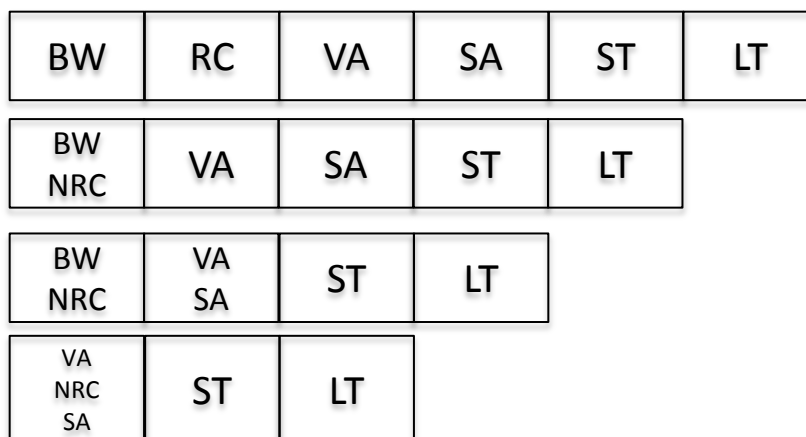 BW RC VA SA ST LT
BW
NRC
VA SA ST LT
BW
NRC
VA
SA
ST LT
VA
NRC
SA
ST LT